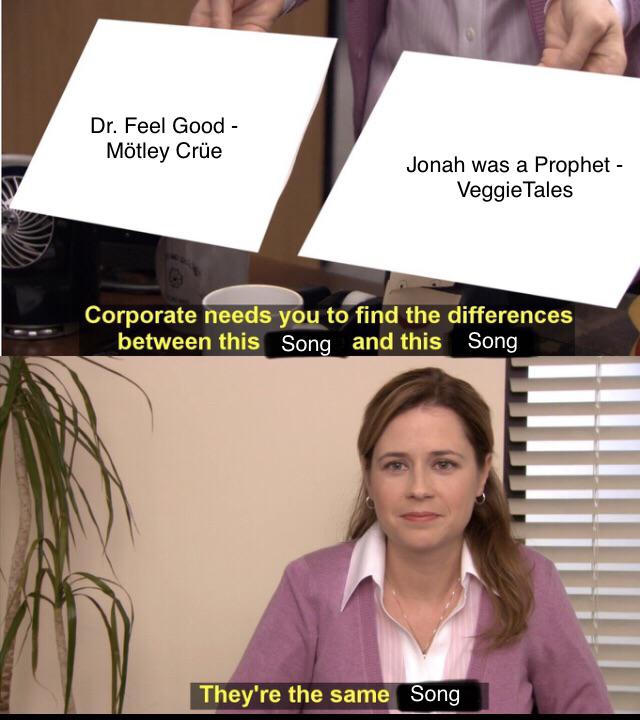 Dr. Feel Good -
Mötley Crüe
Jonah was a Prophet -
VeggieTales
Corporate needs you to find the differences
between this Song and this Song
They're the same Song